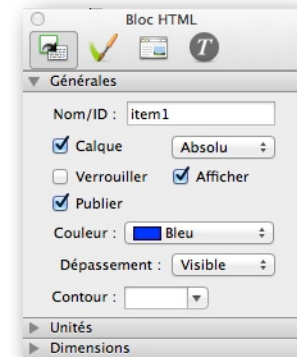 Bloc HTML
T
Générales
Nom/ID : item1
Calque Absolu
Verrouiller Afficher
Publier
Couleur : Bleu
Dépassement : Visible
Contour :
Unités
Dimensions